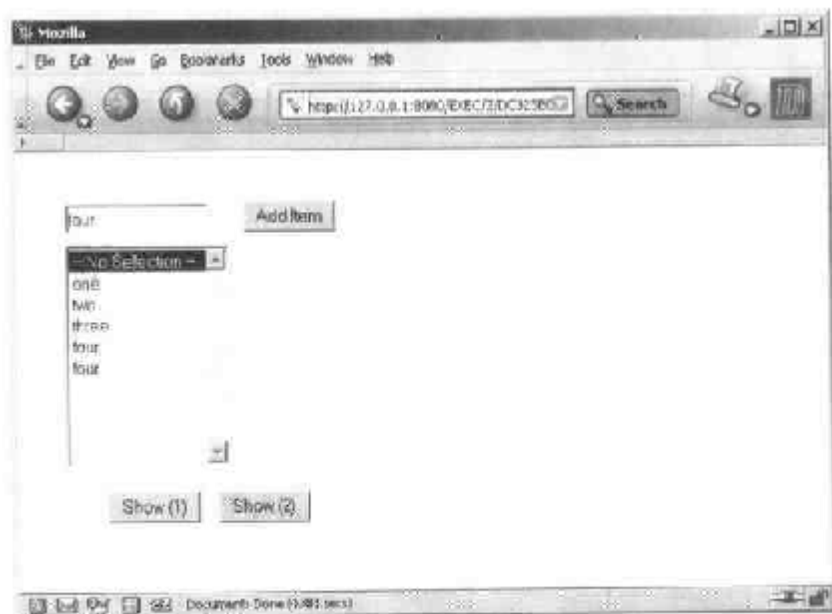 Mozilla
File Edit View Go Bookmarks Tools Window Help
Search
four
Add Item
-- No Selection --
one
two
three
four
four
Show (1) Show (2)
Document: Done